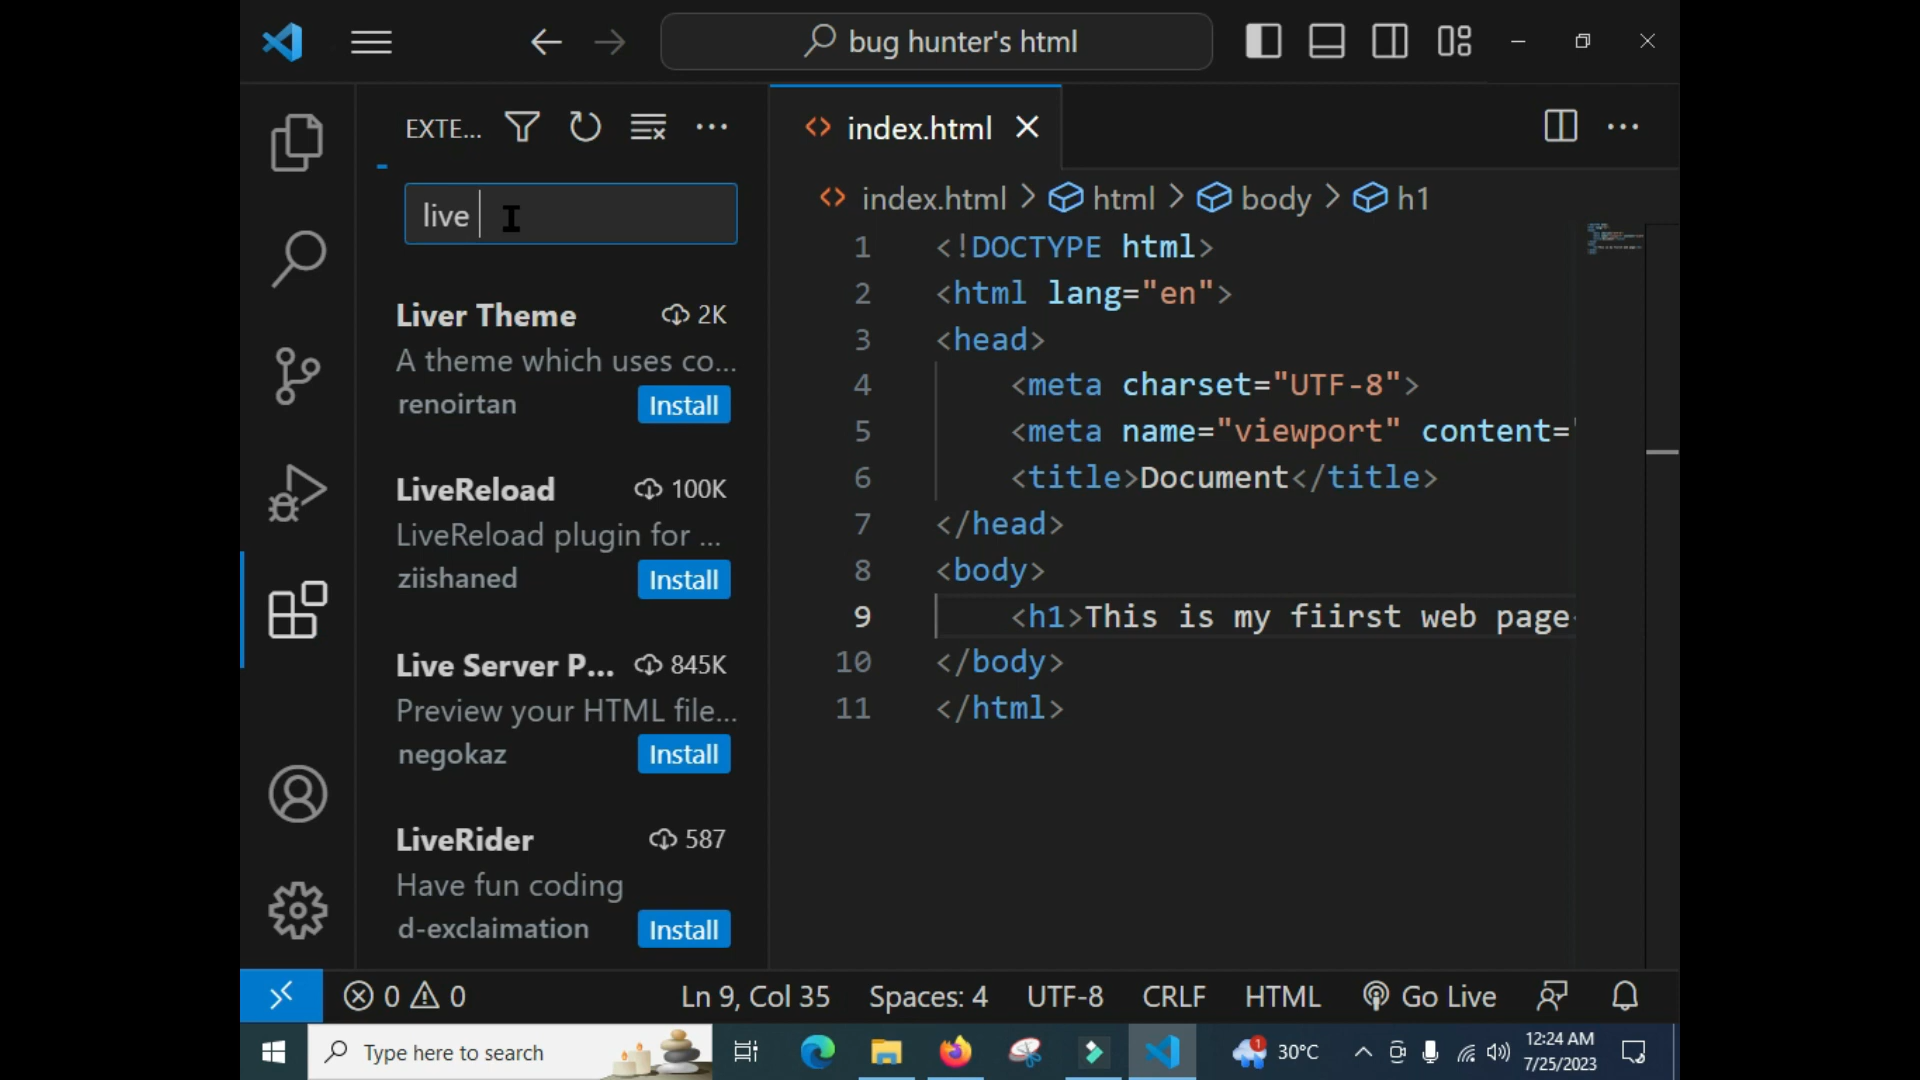 bug hunter's html
EXTE...
live
Liver Theme 2K
A theme which uses co...
renoirtan Install
LiveReload 100K
LiveReload plugin for ...
ziishaned Install
Live Server P... 845K
Preview your HTML file...
negokaz Install
LiveRider 587
Have fun coding
d-exclaimation Install
index.html
index.html > html > body > h1
1 <!DOCTYPE html>
2 <html lang="en">
3 <head>
4 <meta charset="UTF-8">
5 <meta name="viewport" content=
6 <title>Document</title>
7 </head>
8 <body>
9 <h1>This is my fiirst web page
10 </body>
11 </html>
0 0 Ln 9, Col 35 Spaces: 4 UTF-8 CRLF HTML Go Live
Type here to search 1 30°C 12:24 AM
7/25/2023